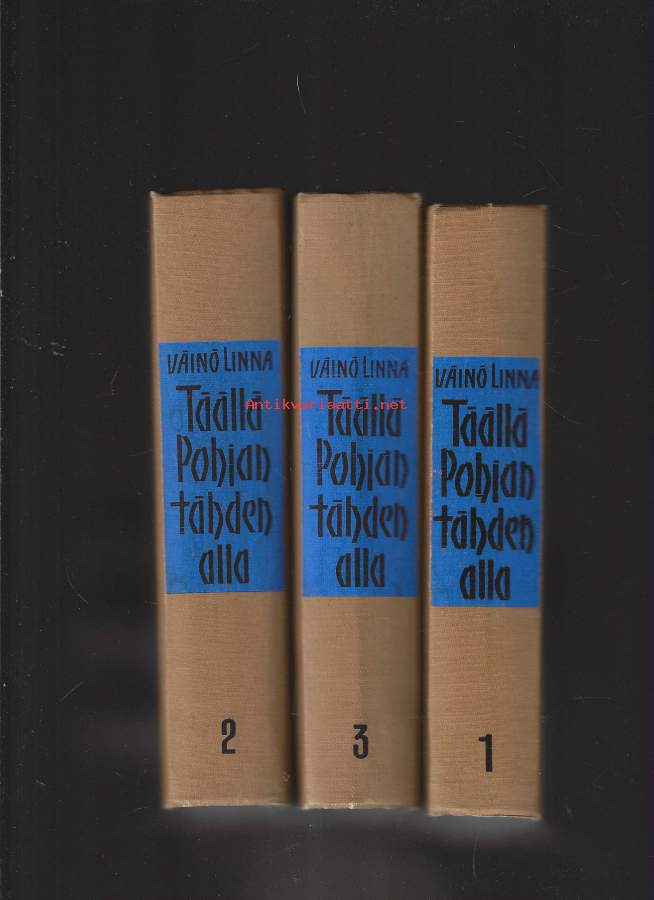 VÄINÖ LINNA
Täällä
Pohjan
tähden
alla
2
VÄINÖ LINNA
Täällä
Pohjan
tähden
alla
3
VÄINÖ LINNA
Täällä
Pohjan
tähden
alla
1
Antikvariaatti.net